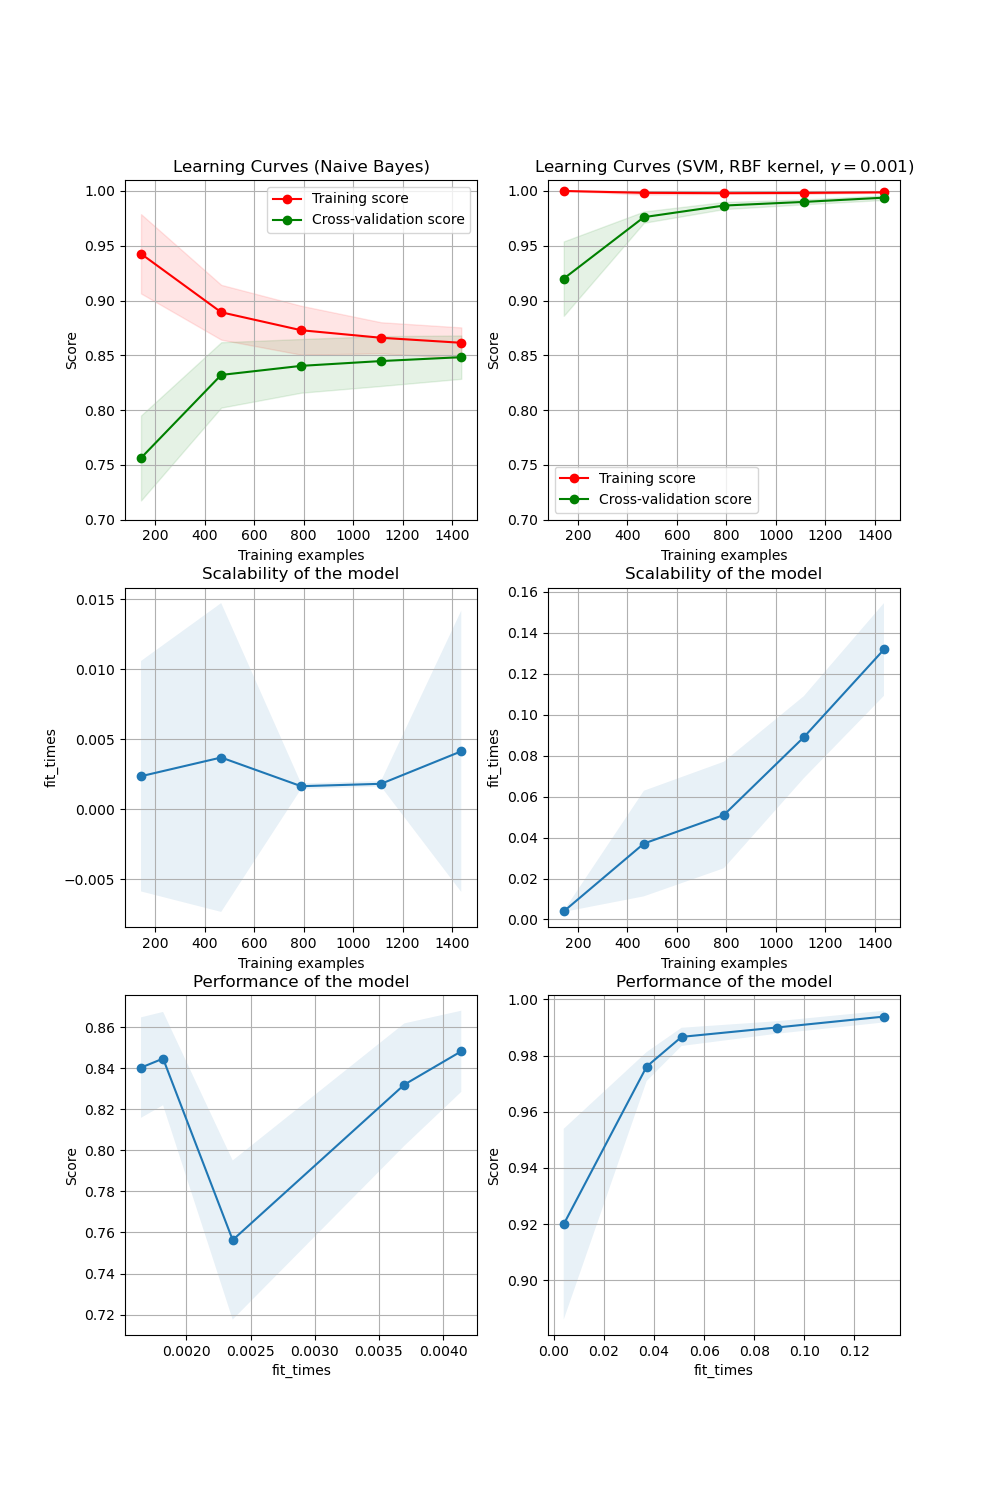 Learning Curves (Naive Bayes)
1.00
0.95
0.90
0.85
0.80
0.75
0.70
Score
Training score
Cross-validation score
200 400 600 800 1000 1200 1400
Training examples
Learning Curves (SVM, RBF kernel, γ = 0.001)
1.00
0.95
0.90
0.85
0.80
0.75
0.70
Score
Training score
Cross-validation score
200 400 600 800 1000 1200 1400
Training examples
Scalability of the model
0.015
0.010
0.005
0.000
−0.005
fit_times
200 400 600 800 1000 1200 1400
Training examples
Scalability of the model
0.16
0.14
0.12
0.10
0.08
0.06
0.04
0.02
0.00
fit_times
200 400 600 800 1000 1200 1400
Training examples
Performance of the model
0.86
0.84
0.82
0.80
0.78
0.76
0.74
0.72
Score
0.0020 0.0025 0.0030 0.0035 0.0040
fit_times
Performance of the model
1.00
0.98
0.96
0.94
0.92
0.90
Score
0.00 0.02 0.04 0.06 0.08 0.10 0.12
fit_times